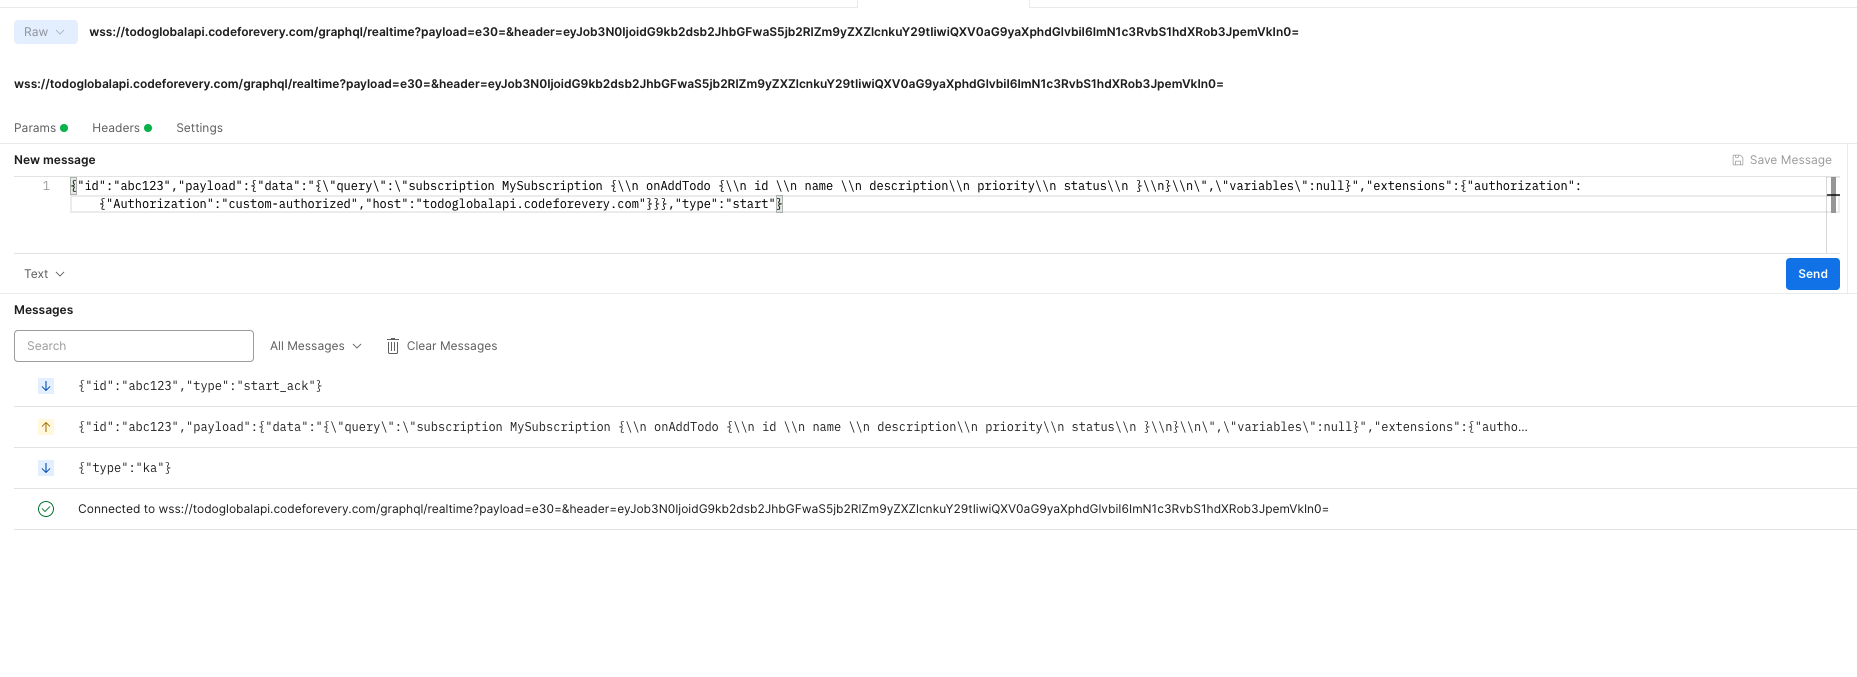 Raw wss://todoglobalapi.codeforevery.com/graphql/realtime?payload=e30=&header=eyJob3N0IjoidG9kb2dsb2JhbGFwaS5jb2RlZm9yZXZlcnkuY29tIiwiQXV0aG9yaXphdGlvbiI6ImN1c3RvbS1hdXRob3JpemVkIn0=
wss://todoglobalapi.codeforevery.com/graphql/realtime?payload=e30=&header=eyJob3N0IjoidG9kb2dsb2JhbGFwaS5jb2RlZm9yZXZlcnkuY29tIiwiQXV0aG9yaXphdGlvbiI6ImN1c3RvbS1hdXRob3JpemVkIn0=
Params Headers Settings
New message Save Message
1 {"id":"abc123","payload":{"data":"{\"query\":\"subscription MySubscription {\\n onAddTodo {\\n id \\n name \\n description\\n priority\\n status\\n }\\n}\\n\",\"variables\":null}","extensions":{"authorization":
{"Authorization":"custom-authorized","host":"todoglobalapi.codeforevery.com"}}},"type":"start"}
Text Send
Messages
Search All Messages Clear Messages
{"id":"abc123","type":"start_ack"}
{"id":"abc123","payload":{"data":"{\"query\":\"subscription MySubscription {\\n onAddTodo {\\n id \\n name \\n description\\n priority\\n status\\n }\\n}\\n\",\"variables\":null}","extensions":{"autho...
{"type":"ka"}
Connected to wss://todoglobalapi.codeforevery.com/graphql/realtime?payload=e30=&header=eyJob3N0IjoidG9kb2dsb2JhbGFwaS5jb2RlZm9yZXZlcnkuY29tIiwiQXV0aG9yaXphdGlvbiI6ImN1c3RvbS1hdXRob3JpemVkIn0=